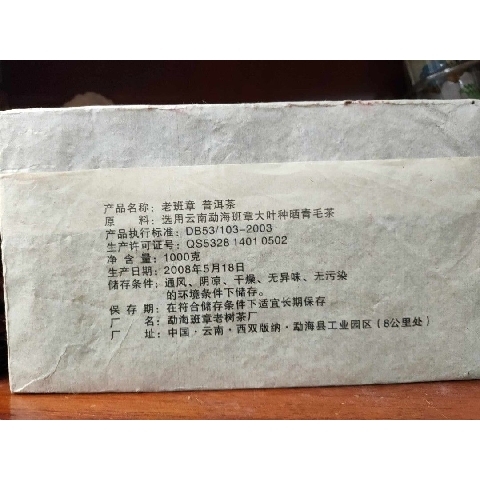 产品名称：老班章 普洱茶
原　　料：选用云南勐海班章大叶种晒青毛茶
产品执行标准：DB53/103-2003
生产许可证号：QS5328 1401 0502
净 含 量：1000克
生产日期：2008年5月18日
储存条件：通风、阴凉、干燥、无异味、无污染
的环境条件下储存。
保 存 期：在符合储存条件下适宜长期保存
厂　　名：勐海班章老树茶厂
厂　　址：中国·云南·西双版纳·勐海县工业园区（8公里处）